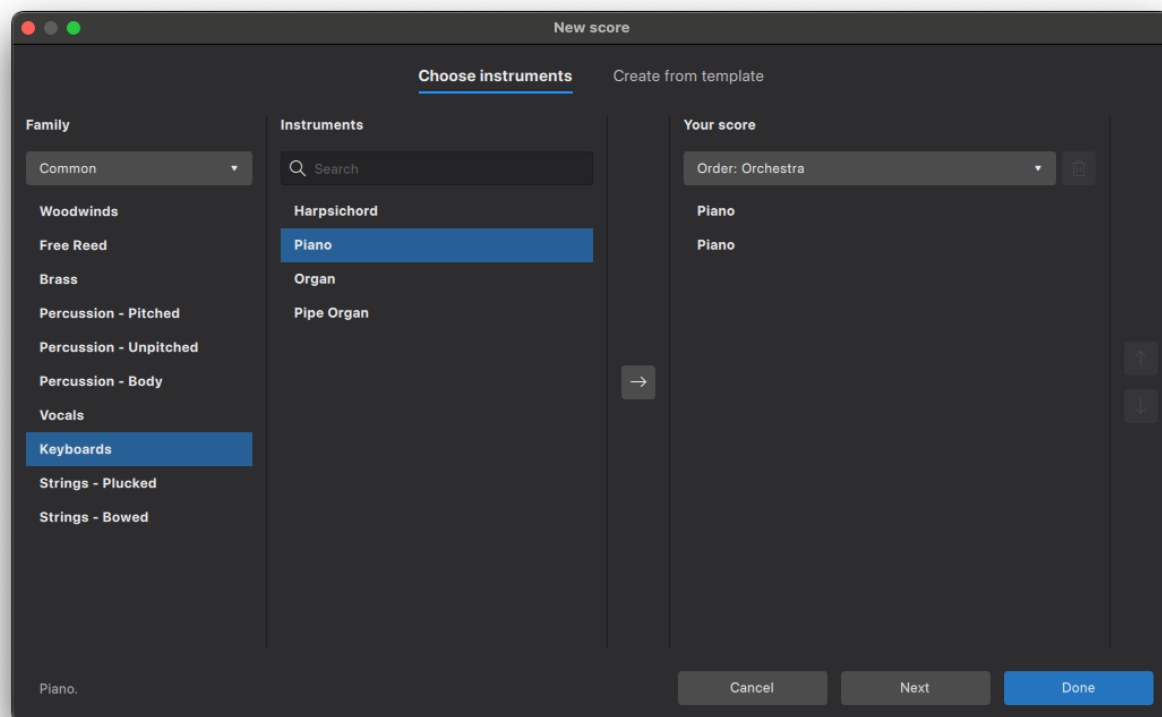 New score
Choose instruments
Create from template
Family
Common
Woodwinds
Free Reed
Brass
Percussion - Pitched
Percussion - Unpitched
Percussion - Body
Vocals
Keyboards
Strings - Plucked
Strings - Bowed
Instruments
Search
Harpsichord
Piano
Organ
Pipe Organ
Your score
Order: Orchestra
Piano
Piano
Piano.
Cancel
Next
Done